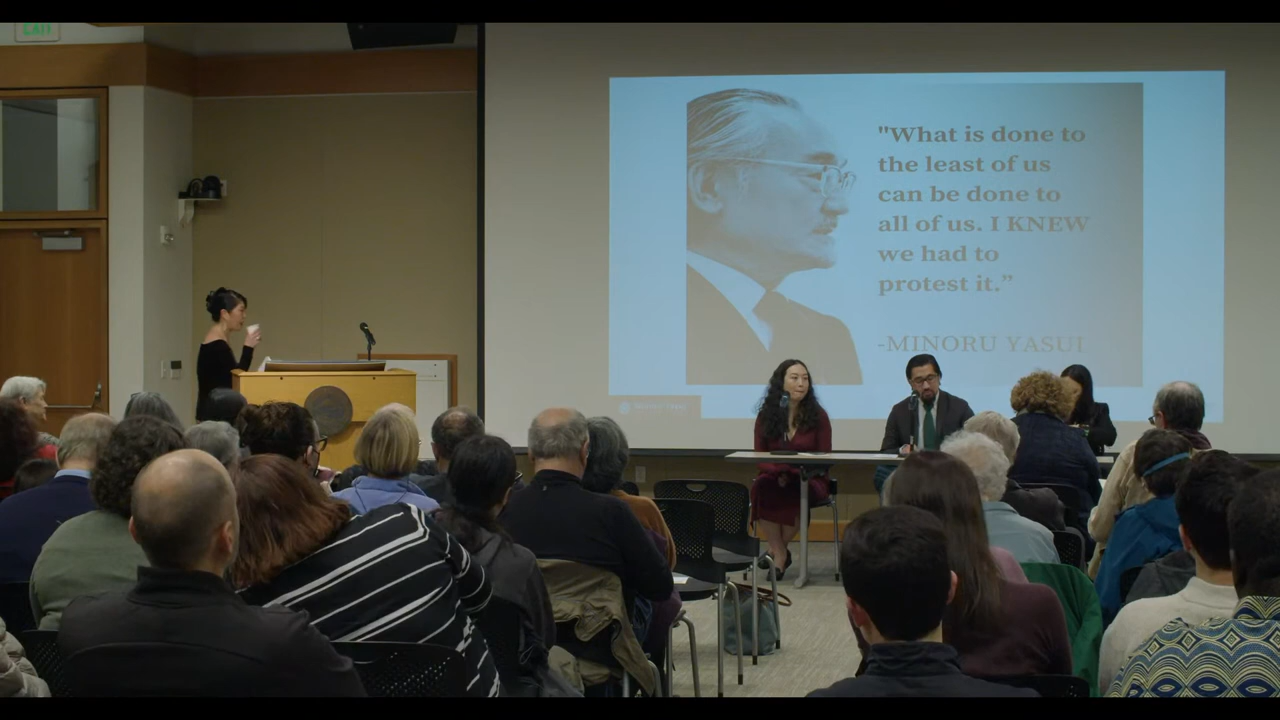 EXIT
"What is done to
the least of us
can be done to
all of us. I KNEW
we had to
protest it.”
-MINORU YASUI